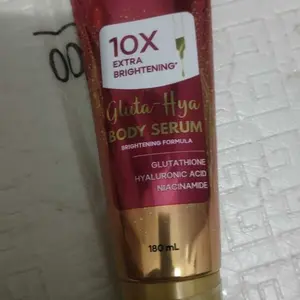 10X
EXTRA
BRIGHTENING*
Gluta-Hya
BODY SERUM
BRIGHTENING FORMULA
GLUTATHIONE
HYALURONIC ACID
NIACINAMIDE
180 mL